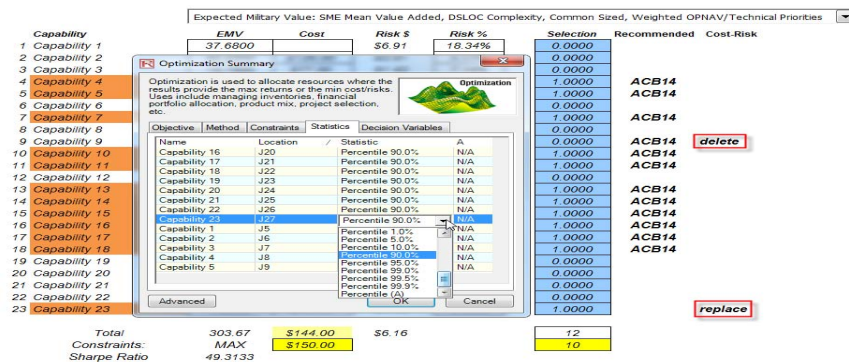 Expected Military Value: SME Mean Value Added, DSLOC Complexity, Common Sized, Weighted OPNAV/Technical Priorities
Capability EMV Cost Risk $ Risk % Selection Recommended Cost-Risk
1 Capability 1 37.6800 $6.91 18.34% 0.0000
2 Capability 2 0.0000
3 Capability 3 0.0000
4 Capability 4 1.0000 ACB14
5 Capability 5 1.0000 ACB14
6 Capability 6 0.0000
7 Capability 7 1.0000 ACB14
8 Capability 8 0.0000
9 Capability 9 0.0000 ACB14 delete
10 Capability 10 1.0000 ACB14
11 Capability 11 1.0000 ACB14
12 Capability 12 0.0000
13 Capability 13 1.0000 ACB14
14 Capability 14 1.0000 ACB14
15 Capability 15 1.0000 ACB14
16 Capability 16 1.0000 ACB14
17 Capability 17 1.0000 ACB14
18 Capability 18 1.0000 ACB14
19 Capability 19 0.0000
20 Capability 20 0.0000
21 Capability 21 0.0000
22 Capability 22 0.0000
23 Capability 23 1.0000 replace
Total 303.67 $144.00 $6.16 12
Constraints: MAX $150.00 10
Sharpe Ratio 49.3133
Optimization Summary
Optimization is used to allocate resources where the
results provide the max returns or the min cost/risks.
Uses include managing inventories, financial
portfolio allocation, product mix, project selection,
etc.
Optimization
Objective Method Constraints Statistics Decision Variables
Name Location / Statistic A
Capability 16 J20 Percentile 90.0% N/A
Capability 17 J21 Percentile 90.0% N/A
Capability 18 J22 Percentile 90.0% N/A
Capability 19 J23 Percentile 90.0% N/A
Capability 20 J24 Percentile 90.0% N/A
Capability 21 J25 Percentile 90.0% N/A
Capability 22 J26 Percentile 90.0% N/A
Capability 23 J27 Percentile 90.0% N/A
Capability 1 J5 Percentile 1.0% N/A
Capability 2 J6 Percentile 5.0% N/A
Capability 3 J7 Percentile 10.0% N/A
Capability 4 J8 Percentile 90.0% N/A
Capability 5 J9 Percentile 95.0% N/A
Percentile 99.0%
Percentile 99.5%
Percentile 99.9%
Percentile (A)
Advanced OK Cancel